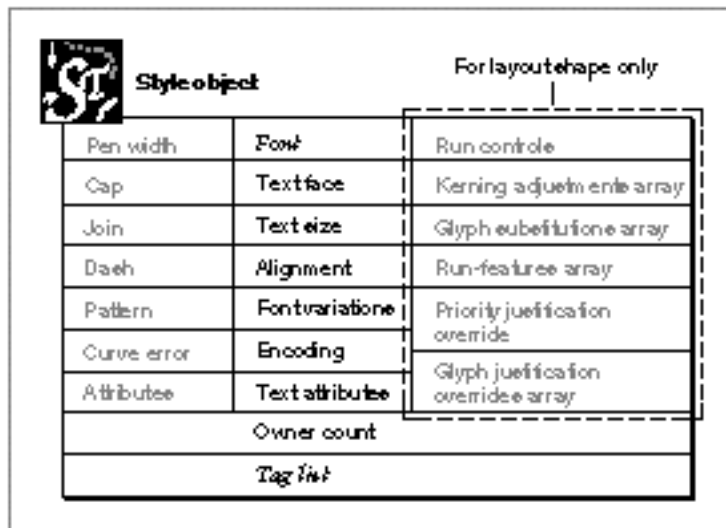 Style object
For layout shape only
Pen width
Font
Run controls
Cap
Text face
Kerning adjustments array
Join
Text size
Glyph substitutions array
Dash
Alignment
Run-features array
Pattern
Font variations
Priority justification
override
Curve error
Encoding
Glyph justification
overrides array
Attributes
Text attributes
Owner count
Tag list